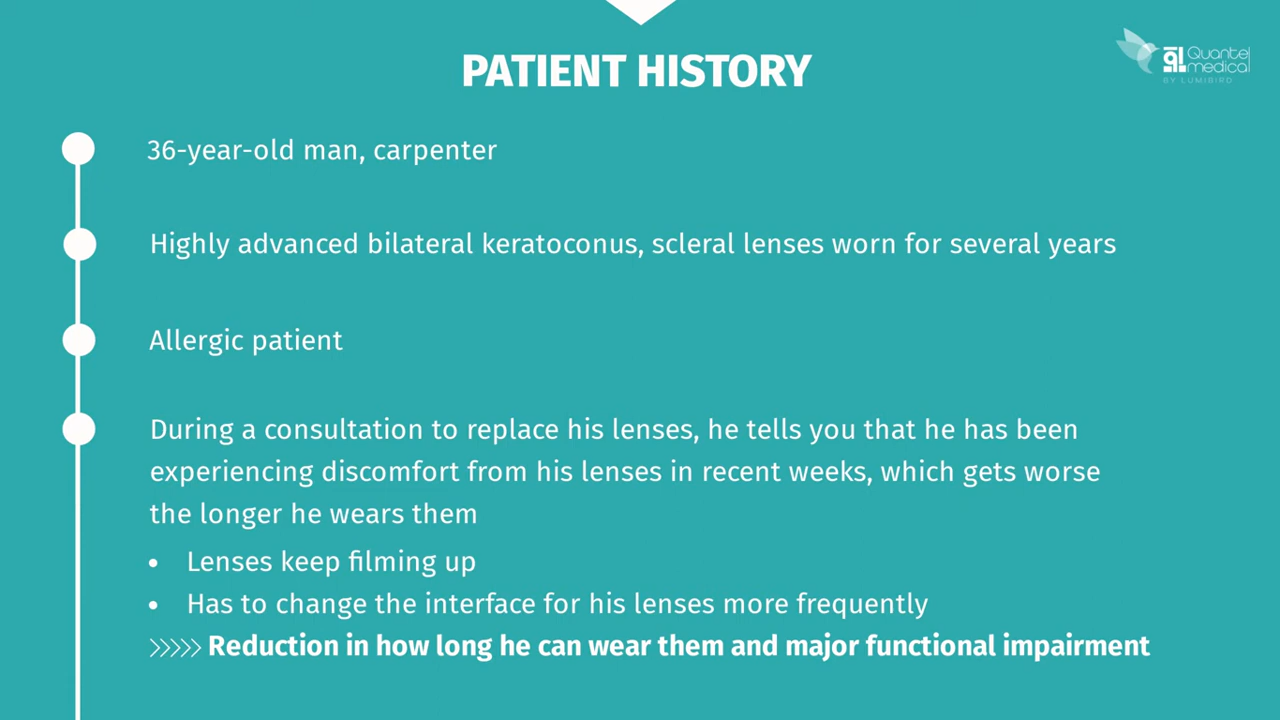 PATIENT HISTORY
Quantel
medical
BY LUMIBIRD
36-year-old man, carpenter
Highly advanced bilateral keratoconus, scleral lenses worn for several years
Allergic patient
During a consultation to replace his lenses, he tells you that he has been
experiencing discomfort from his lenses in recent weeks, which gets worse
the longer he wears them
• Lenses keep filming up
• Has to change the interface for his lenses more frequently
>>>>> Reduction in how long he can wear them and major functional impairment